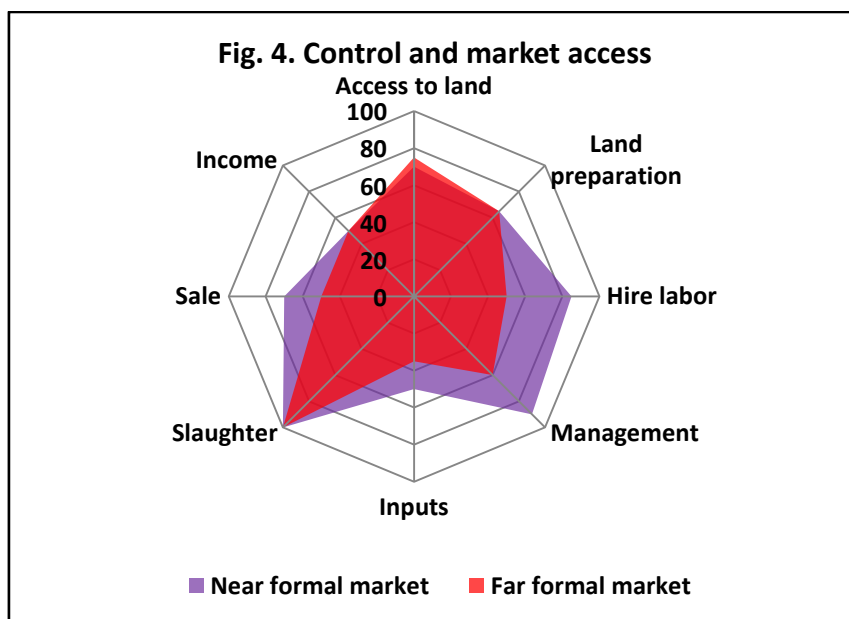 Fig. 4. Control and market access
Access to land
100
80
60
40
20
0
Land
preparation
Hire labor
Management
Inputs
Slaughter
Sale
Income
Near formal market
Far formal market